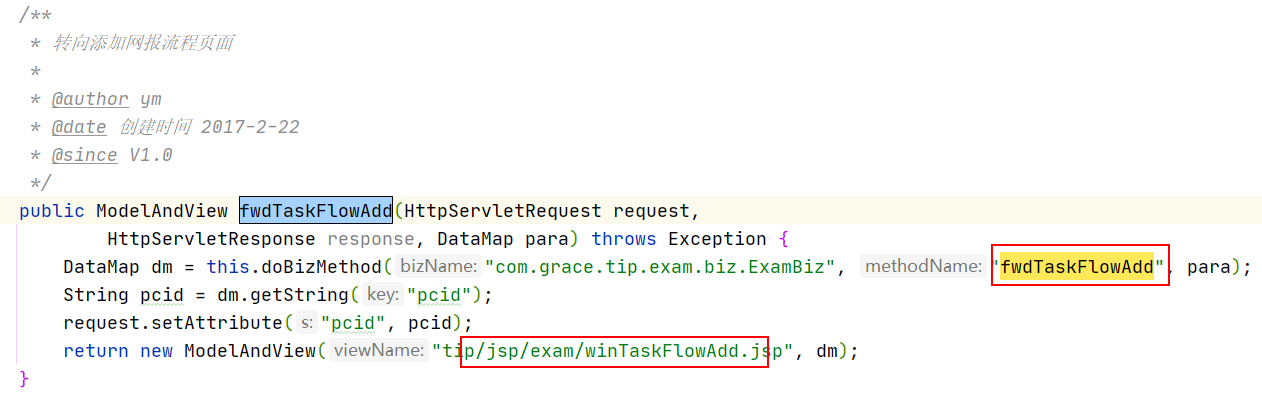 /**
* 转向添加网报流程页面
*
* @author ym
* @date 创建时间 2017-2-22
* @since V1.0
*/
public ModelAndView fwdTaskFlowAdd(HttpServletRequest request,
HttpServletResponse response, DataMap para) throws Exception {
DataMap dm = this.doBizMethod( bizName: "com.grace.tip.exam.biz.ExamBiz", methodName: "fwdTaskFlowAdd", para);
String pcid = dm.getString( key: "pcid");
request.setAttribute( s: "pcid", pcid);
return new ModelAndView( viewName: "tip/jsp/exam/winTaskFlowAdd.jsp", dm);
}